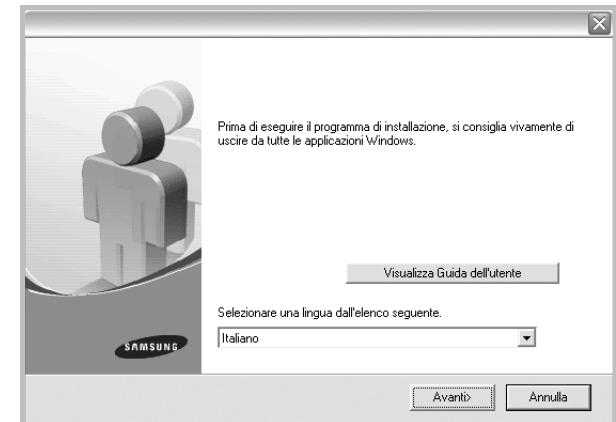 Prima di eseguire il programma di installazione, si consiglia vivamente di
uscire da tutte le applicazioni Windows.
Visualizza Guida dell'utente
Selezionare una lingua dall'elenco seguente.
Italiano
SAMSUNG
Avanti>
Annulla